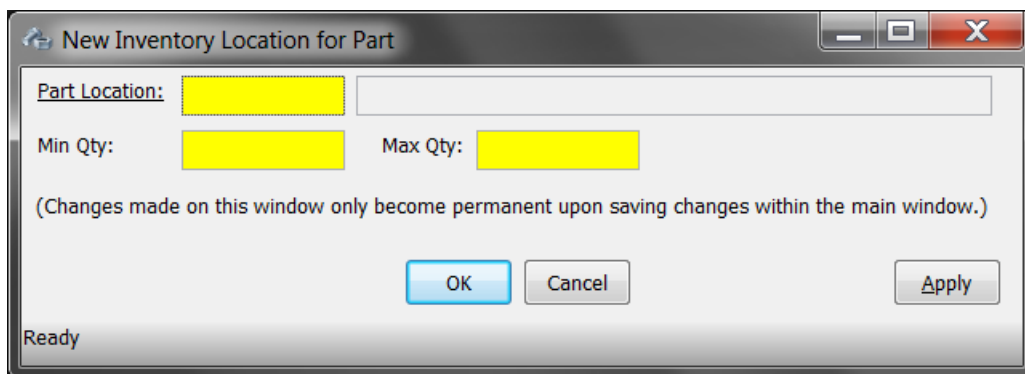 New Inventory Location for Part
Part Location:
Min Qty: Max Qty:
(Changes made on this window only become permanent upon saving changes within the main window.)
OK Cancel Apply
Ready